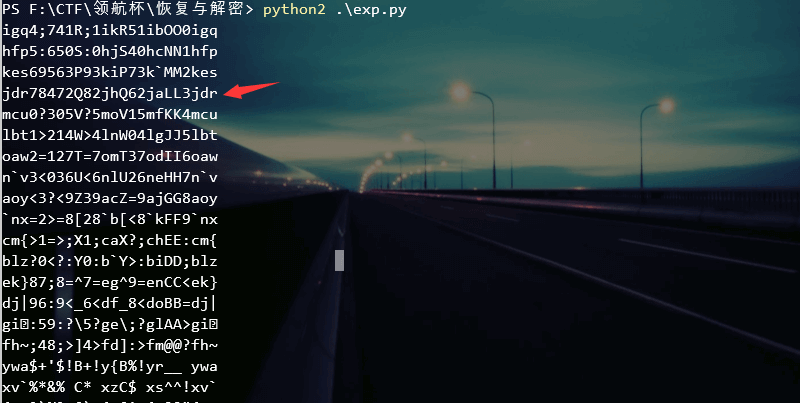 PS F:\CTF\领航杯\恢复与解密> python2 .\exp.py
igq4;741R;1ikR51ibOO0igq
hfp5:650S:0hjS40hcNN1hfp
kes69563P93kiP73k`MM2kes
jdr78472Q82jhQ62jaLL3jdr
mcu0?305V?5moV15mfKK4mcu
lbt1>214W>4lnW04lgJJ5lbt
oaw2=127T=7omT37odII6oaw
n`v3<036U<6nlU26neHH7n`v
aoy<3?<9Z39acZ=9ajGG8aoy
`nx=2>=8[28`b[<8`kFF9`nx
cm{>1=>;X1;caX?;chEE:cm{
blz?0<?:Y0:b`Y>:biDD;blz
ek}87;8=^7=eg^9=enCC<ek}
dj|96:9<_6<df_8<doBB=dj|
gi⍰:59:?\5?ge\;?glAA>gi⍰
fh~;48;>]4>fd]:>fm@@?fh~
ywa$+'$!B+!y{B%!yr__ ywa
xv`%*&% C* xzC$ xs^^!xv`